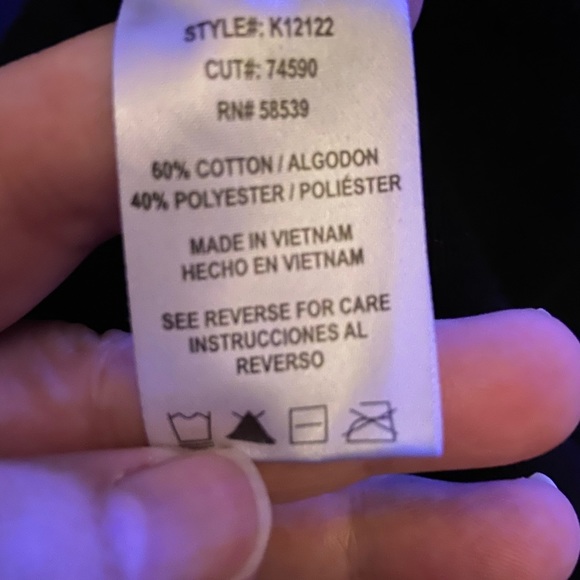 STYLE#: K12122
CUT#: 74590
RN# 58539
60% COTTON / ALGODON
40% POLYESTER / POLIÉSTER
MADE IN VIETNAM
HECHO EN VIETNAM
SEE REVERSE FOR CARE
INSTRUCCIONES AL
REVERSO